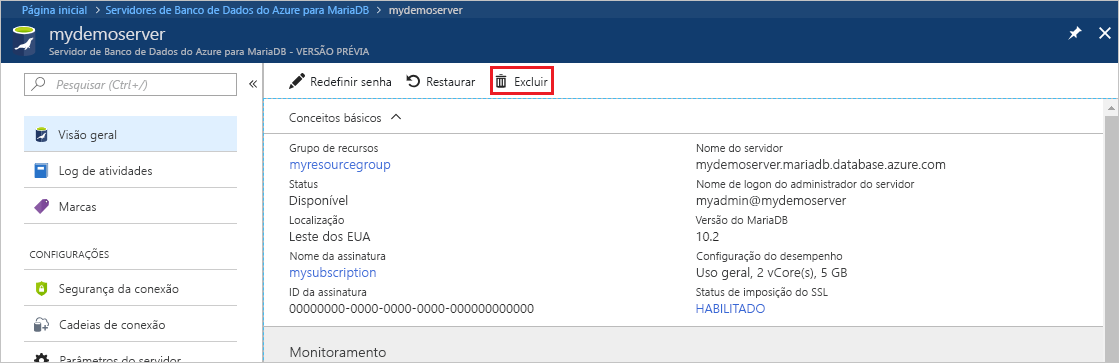 Página inicial > Servidores de Banco de Dados do Azure para MariaDB > mydemoserver
mydemoserver
Servidor de Banco de Dados do Azure para MariaDB - VERSÃO PRÉVIA
Pesquisar (Ctrl+/)
Visão geral
Log de atividades
Marcas
CONFIGURAÇÕES
Segurança da conexão
Cadeias de conexão
Parâmetros do servidor
Redefinir senha
Restaurar
Excluir
Conceitos básicos
Grupo de recursos
myresourcegroup
Status
Disponível
Localização
Leste dos EUA
Nome da assinatura
mysubscription
ID da assinatura
00000000-0000-0000-0000-000000000000
Nome do servidor
mydemoserver.mariadb.database.azure.com
Nome de logon do administrador do servidor
myadmin@mydemoserver
Versão do MariaDB
10.2
Configuração do desempenho
Uso geral, 2 vCore(s), 5 GB
Status de imposição do SSL
HABILITADO
Monitoramento